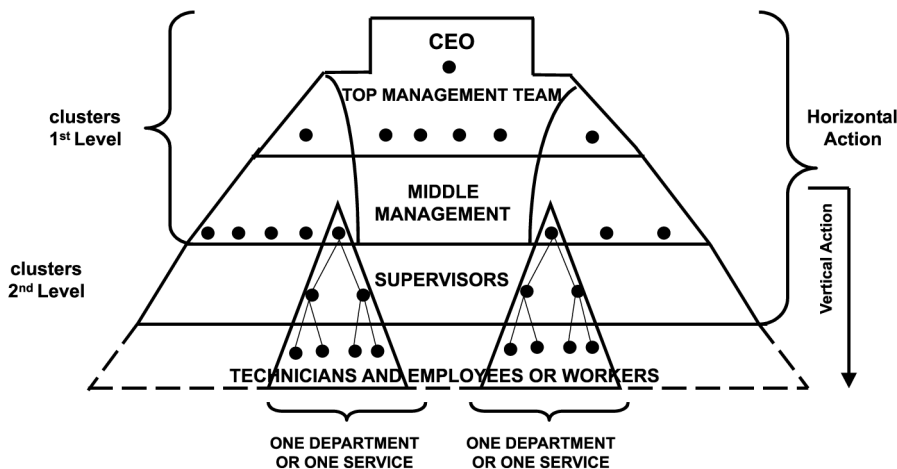 CEO
TOP MANAGEMENT TEAM
clusters
1st Level
Horizontal
Action
MIDDLE
MANAGEMENT
clusters
2nd Level
SUPERVISORS
Vertical Action
TECHNICIANS AND EMPLOYEES OR WORKERS
ONE DEPARTMENT
OR ONE SERVICE
ONE DEPARTMENT
OR ONE SERVICE